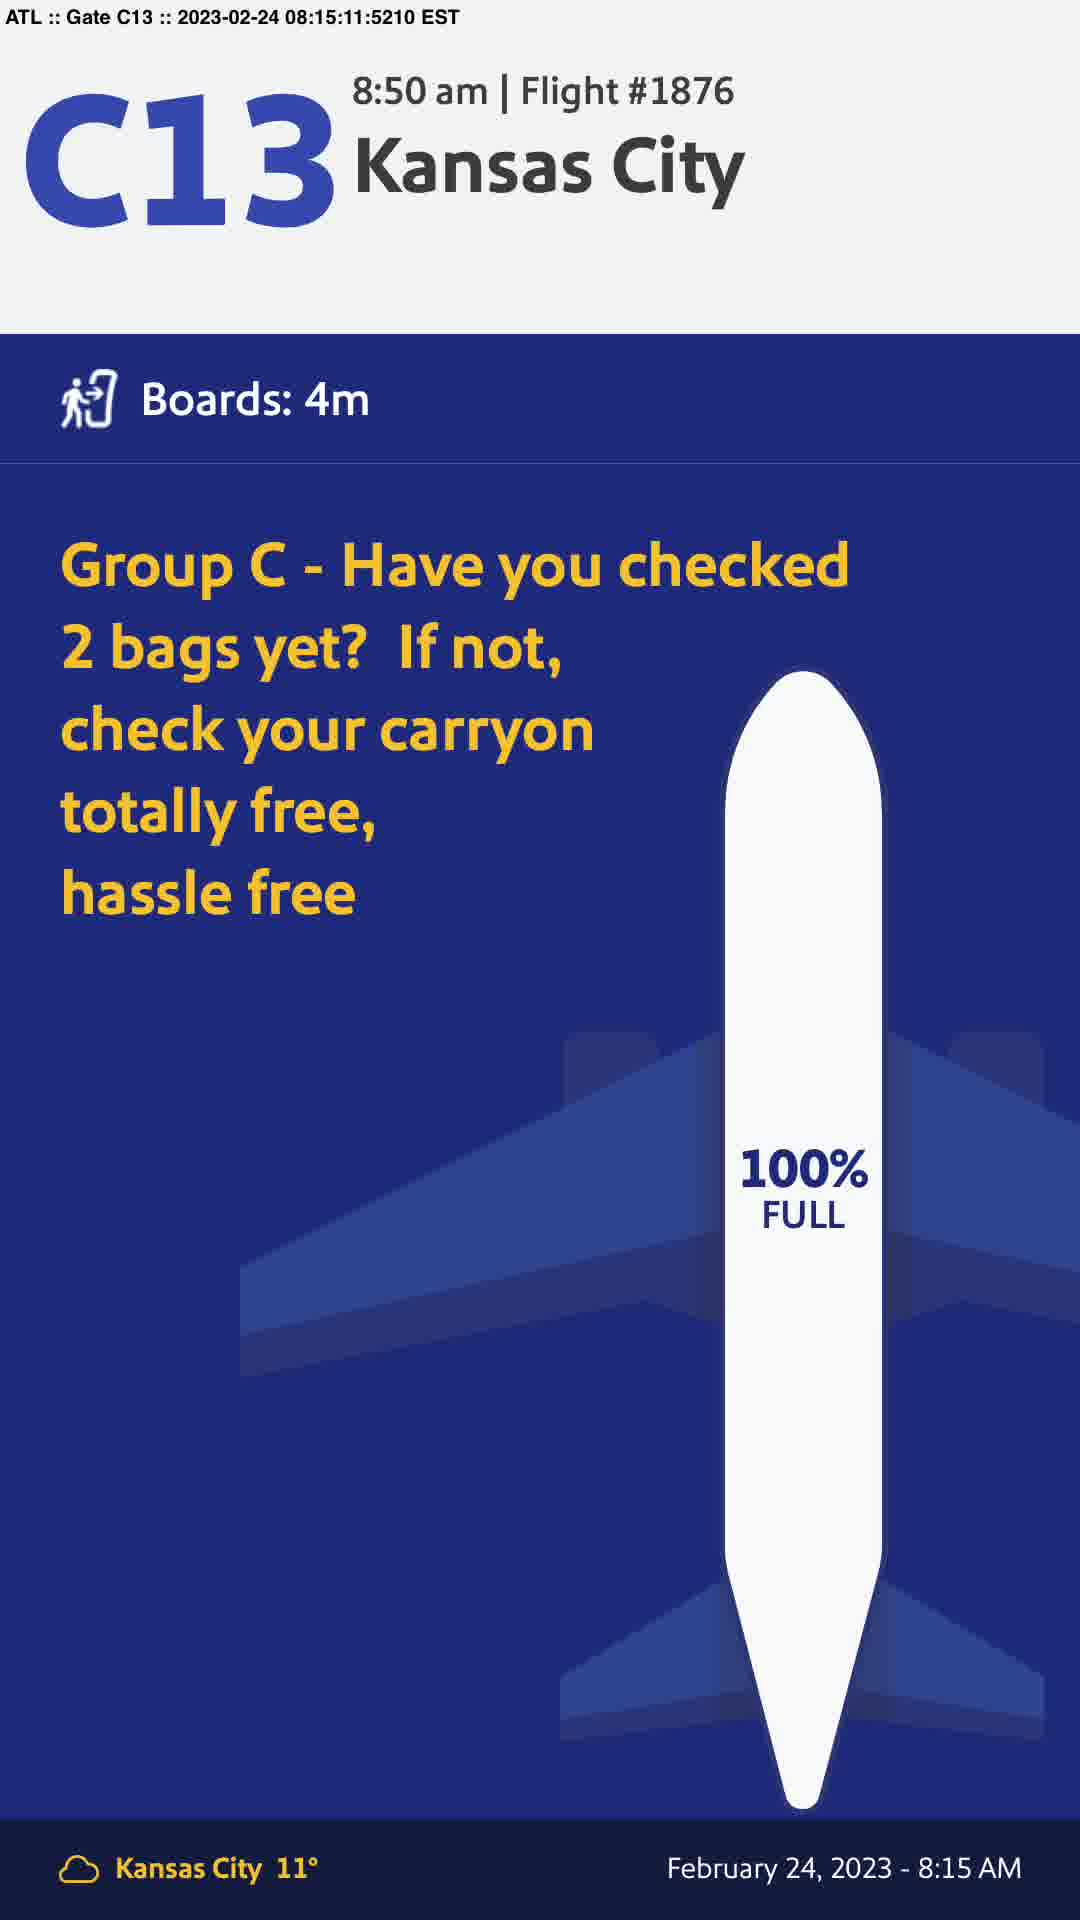 ATL :: Gate C13 :: 2023-02-24 08:15:11:5210 EST
C13
8:50 am | Flight #1876
Kansas City
Boards: 4m
Group C - Have you checked
2 bags yet?  If not,
check your carryon
totally free,
hassle free
100%
FULL
Kansas City 11°
February 24, 2023 - 8:15 AM